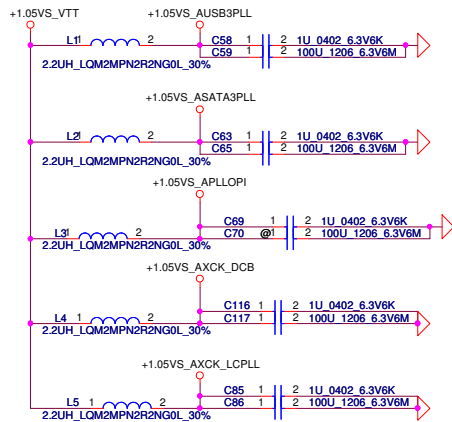 +1.05VS_VTT
+1.05VS_AUSB3PLL
L1 1 2 C58 1 2 1U_0402_6.3V6K
C59 100U_1206_6.3V6M
2.2UH_LQM2MPN2R2NG0L_30%
+1.05VS_ASATA3PLL
L2 1 2 C63 1 2 1U_0402_6.3V6K
C65 100U_1206_6.3V6M
2.2UH_LQM2MPN2R2NG0L_30%
+1.05VS_APLLOPI
C69 1 2 1U_0402_6.3V6K
L3 1 2 C70 @ 1 2 100U_1206_6.3V6M
2.2UH_LQM2MPN2R2NG0L_30%
+1.05VS_AXCK_DCB
C116 1 2 1U_0402_6.3V6K
L4 1 2 C117 1 2 100U_1206_6.3V6M
2.2UH_LQM2MPN2R2NG0L_30%
+1.05VS_AXCK_LCPLL
C85 1 2 1U_0402_6.3V6K
L5 1 2 C86 1 2 100U_1206_6.3V6M
2.2UH_LQM2MPN2R2NG0L_30%